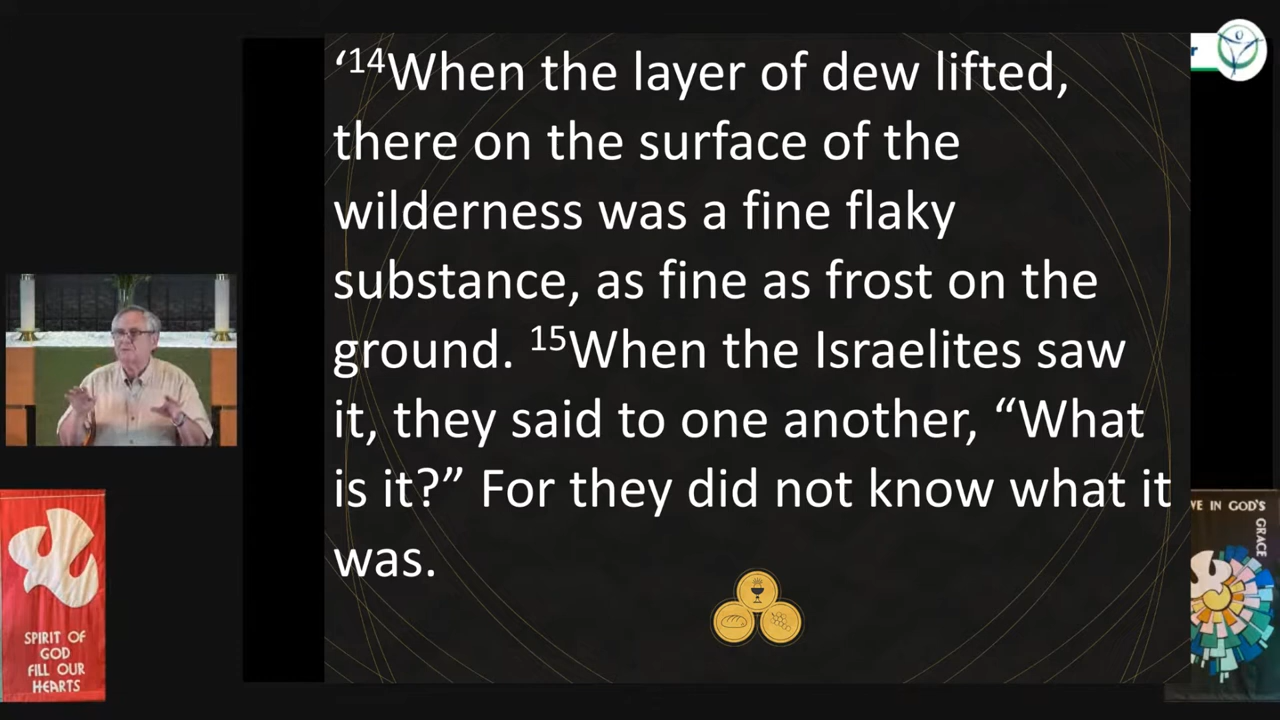 ‘14When the layer of dew lifted,
there on the surface of the
wilderness was a fine flaky
substance, as fine as frost on the
ground. 15When the Israelites saw
it, they said to one another, “What
is it?” For they did not know what it
was.
SPIRIT OF
GOD
FILL OUR
HEARTS
IN GOD'S
GRACE